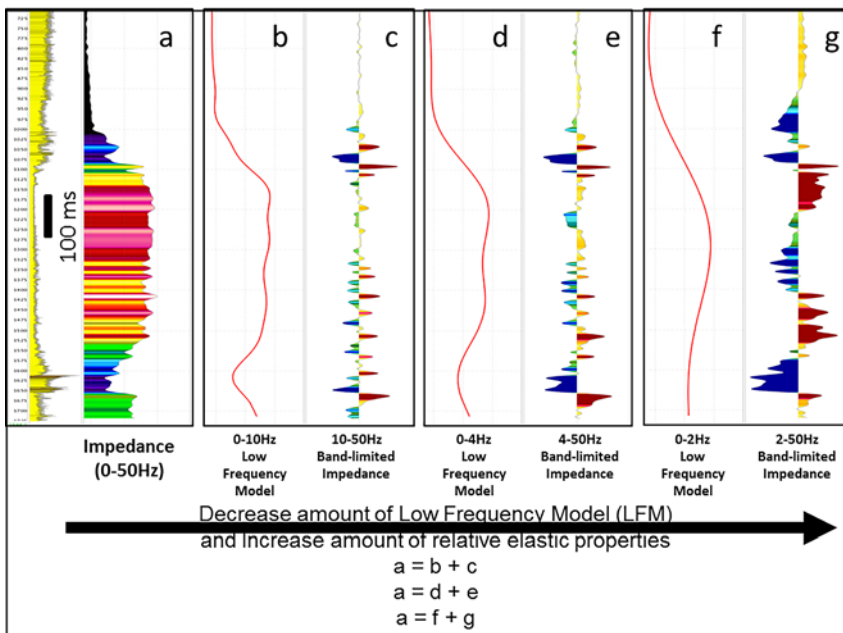 a
b
c
d
e
f
g
100 ms
Impedance
(0-50Hz)
0-10Hz
Low
Frequency
Model
10-50Hz
Band-limited
Impedance
0-4Hz
Low
Frequency
Model
4-50Hz
Band-limited
Impedance
0-2Hz
Low
Frequency
Model
2-50Hz
Band-limited
Impedance
Decrease amount of Low Frequency Model (LFM)
and Increase amount of relative elastic properties
a = b + c
a = d + e
a = f + g